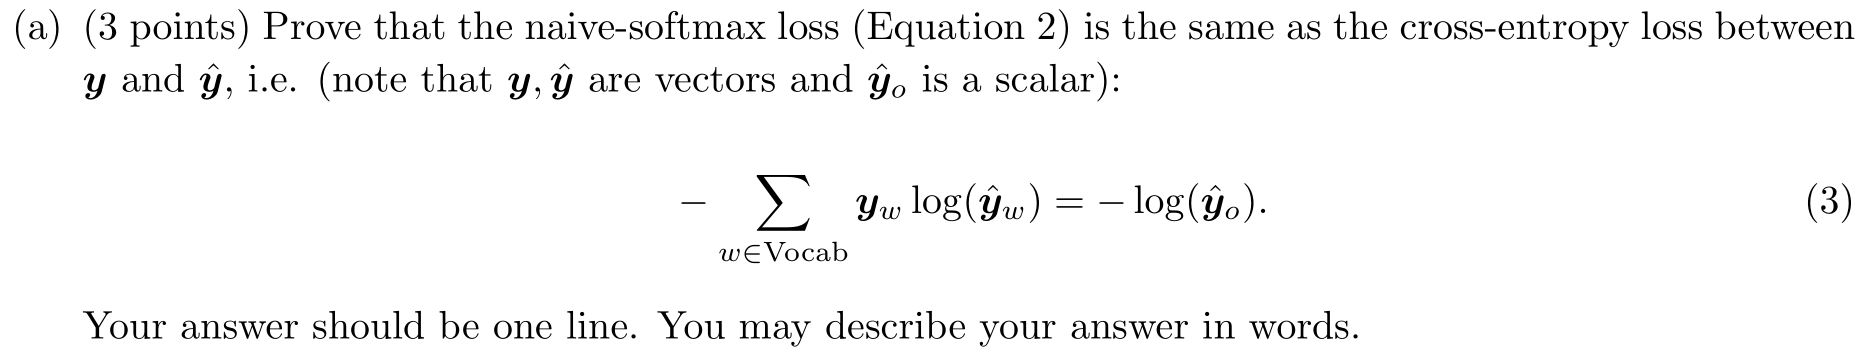 (a) (3 points) Prove that the naive-softmax loss (Equation 2) is the same as the cross-entropy loss between
y and ŷ, i.e. (note that y, ŷ are vectors and ŷₒ is a scalar):
− ∑_{w∈Vocab} y_w log(ŷ_w) = − log(ŷₒ). (3)
Your answer should be one line. You may describe your answer in words.